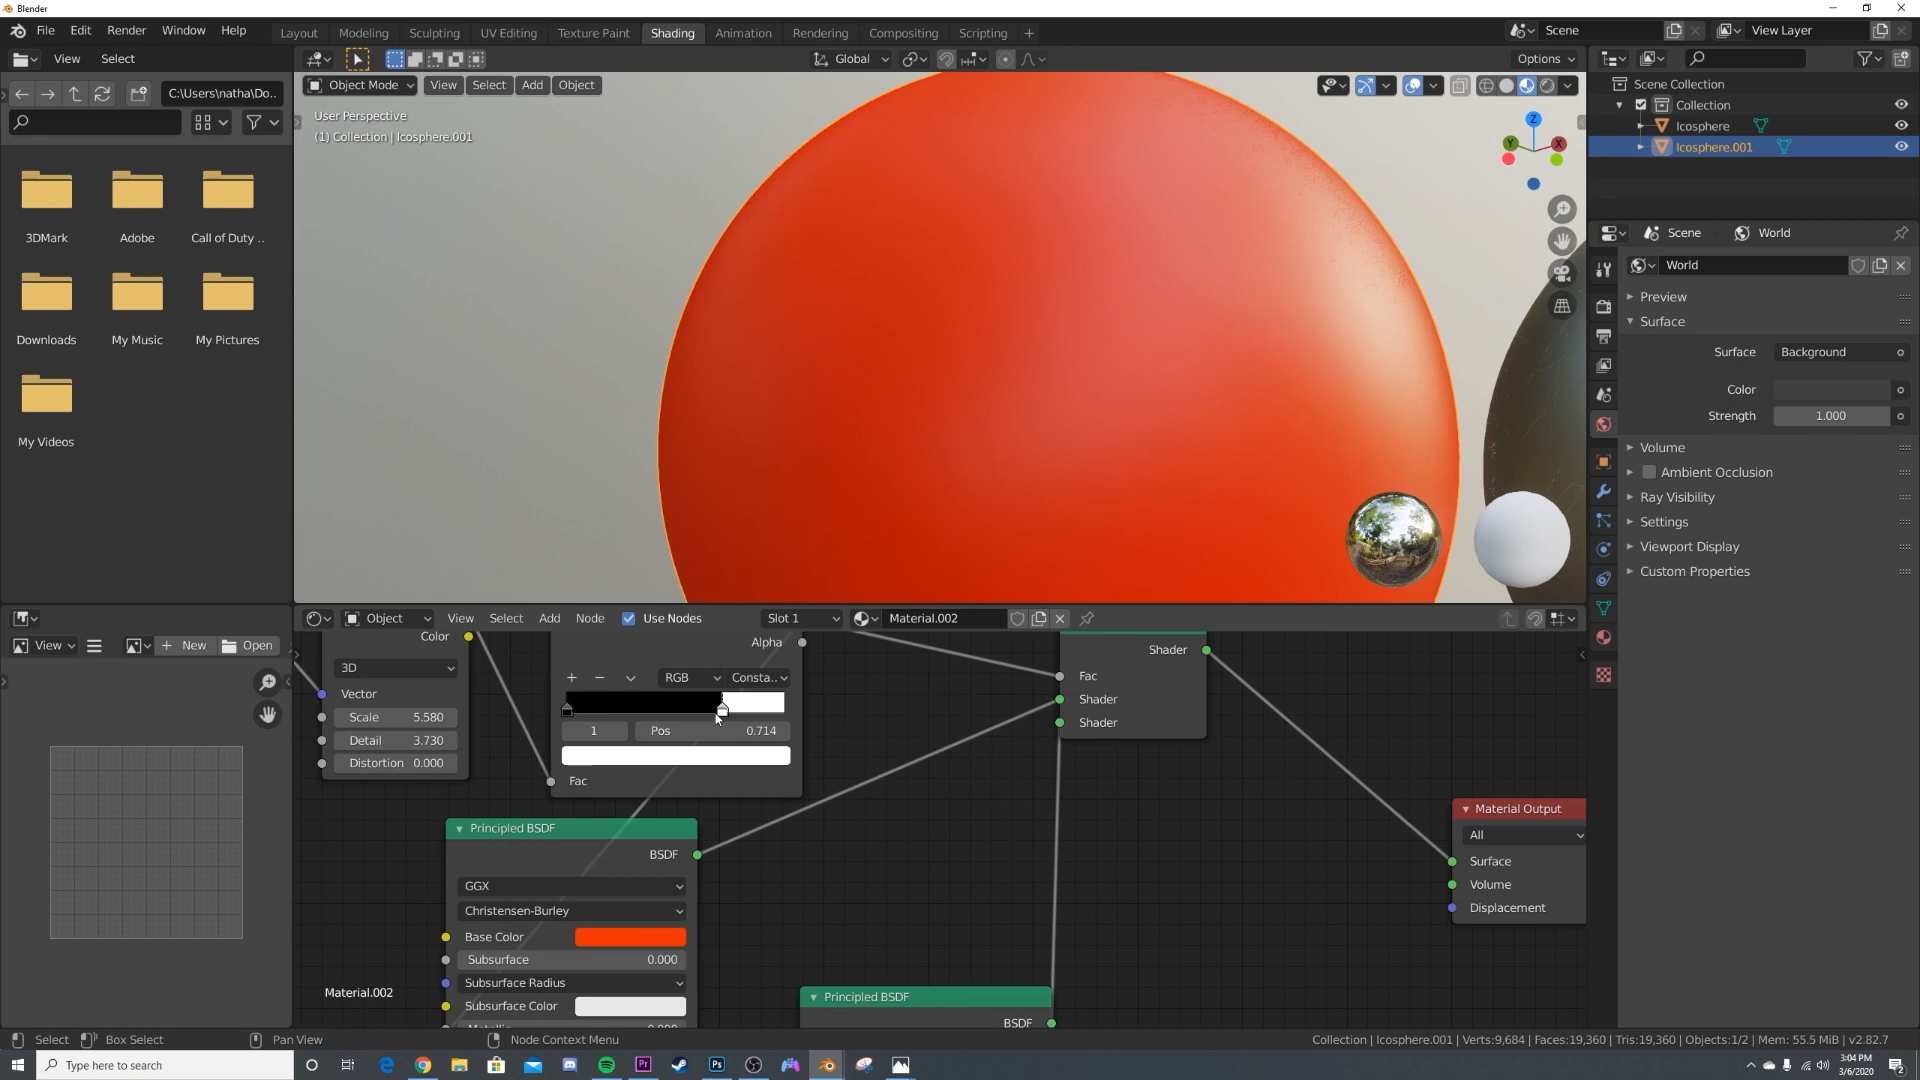 Blender
File Edit Render Window Help
Layout Modeling Sculpting UV Editing Texture Paint Shading Animation Rendering Compositing Scripting +
Scene View Layer
View Select
Global Options
C:\Users\natha\Do..
Object Mode View Select Add Object
User Perspective
(1) Collection | Icosphere.001
Z
Y X
Scene Collection
Collection
Icosphere
Icosphere.001
3DMark Adobe Call of Duty ..
Downloads My Music My Pictures
My Videos
Scene World
World
Preview
Surface
Surface Background
Color
Strength 1.000
Volume
Ambient Occlusion
Ray Visibility
Settings
Viewport Display
Custom Properties
View + New Open
Object View Select Add Node Use Nodes Slot 1 Material.002
Color
3D
Vector
Scale 5.580
Detail 3.730
Distortion 0.000
Alpha
+ − RGB Consta..
1 Pos 0.714
Fac
Shader
Fac
Shader
Shader
Principled BSDF
BSDF
GGX
Christensen-Burley
Base Color
Subsurface 0.000
Subsurface Radius
Subsurface Color
Material Output
All
Surface
Volume
Displacement
Material.002
Principled BSDF
BSDF
Select Box Select Pan View Node Context Menu
Collection | Icosphere.001 | Verts:9,684 | Faces:19,360 | Tris:19,360 | Objects:1/2 | Mem: 55.5 MiB | v2.82.7
Type here to search
Pr
Ps
3:04 PM
3/6/2020
2